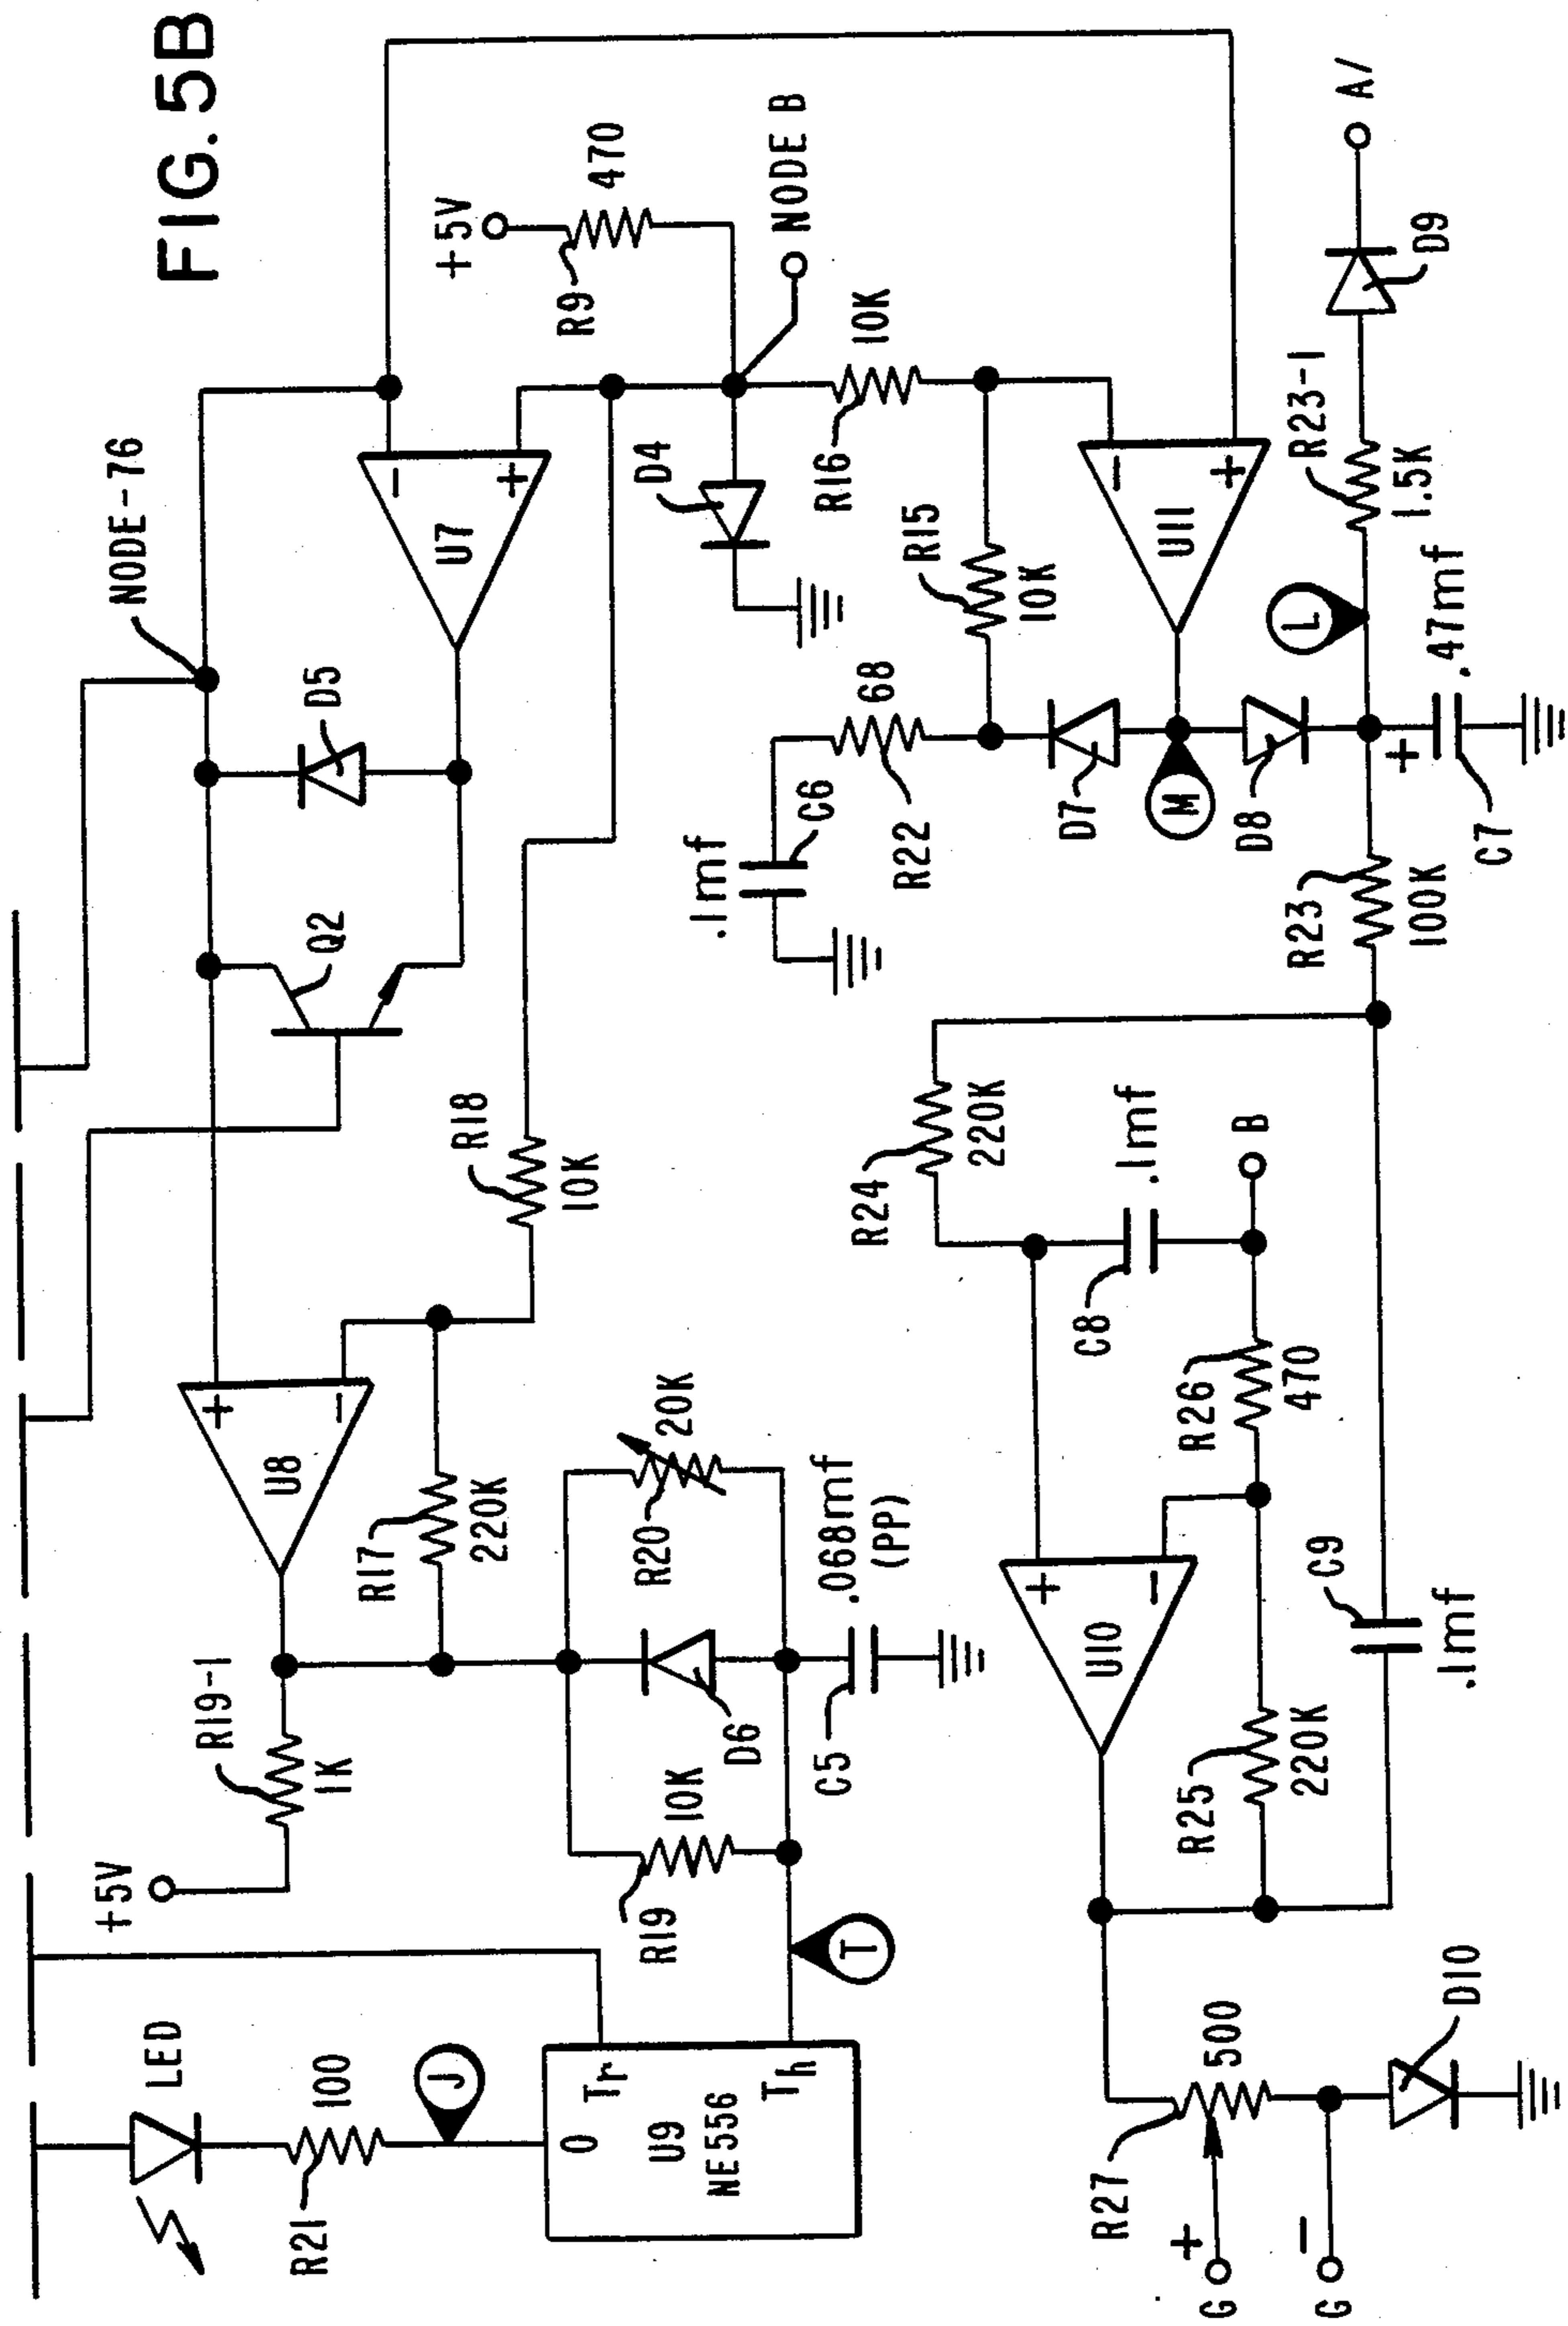 FIG. 5B
NODE-76
+5V
R9
470
NODE B
U7
−
+
D5
Q2
D4
R16
10K
R15
10K
U11
−
+
A/
D9
R23-1
1.5K
L
.47mf
+
C7
D8
M
D7
68
R22
C6
.1mf
R23
100K
R18
10K
U8
+
−
R17
220K
R20
20K
R19-1
1K
+5V
D6
.068mf
(PP)
C5
10K
R19
T
LED
100
R21
J
O
Tr
U9
NE556
Th
R24
220K
.1mf
C8
B
R26
470
U10
+
−
C9
.1mf
R25
220K
500
R27
D10
G
+
G
−